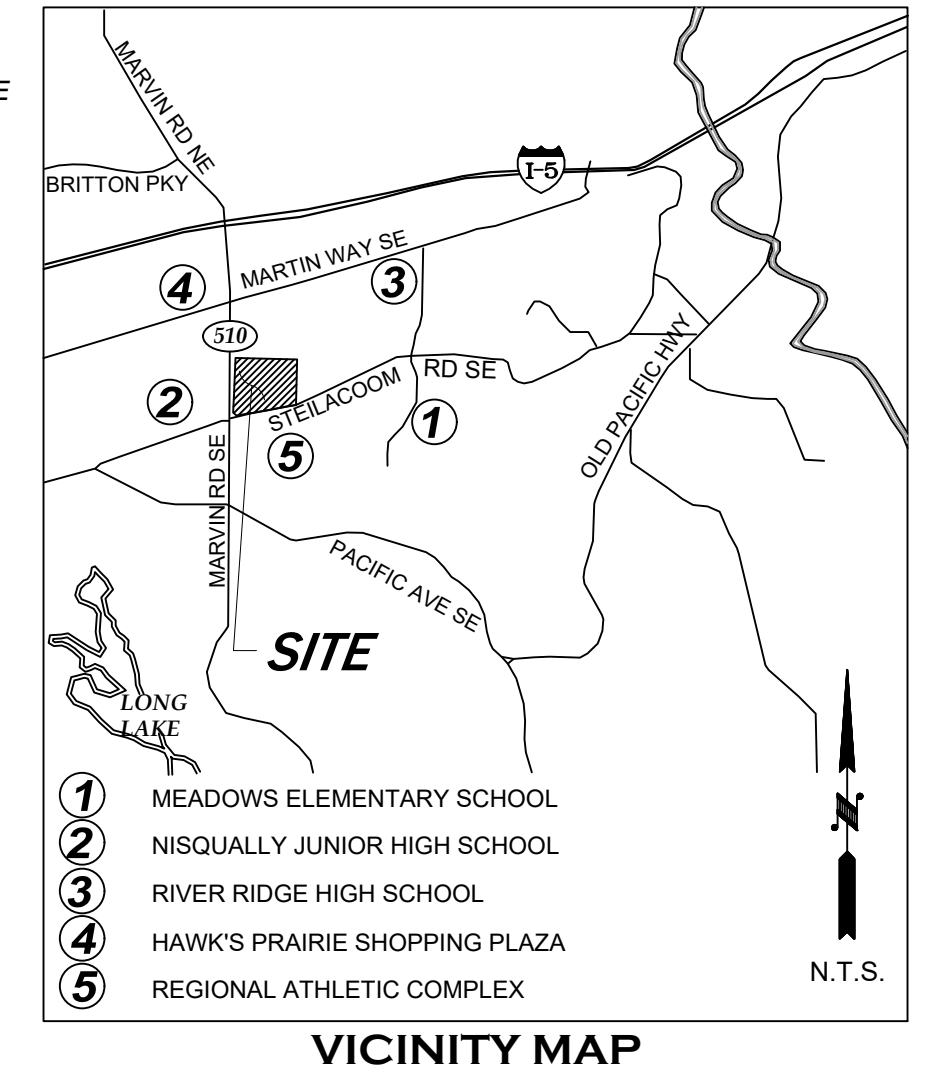 E
MARVIN RD NE
BRITTON PKY
I-5
MARTIN WAY SE
4
3
510
2
STEILACOOM RD SE
1
5
OLD PACIFIC HWY
MARVIN RD SE
PACIFIC AVE SE
SITE
LONG
LAKE
1 MEADOWS ELEMENTARY SCHOOL
2 NISQUALLY JUNIOR HIGH SCHOOL
3 RIVER RIDGE HIGH SCHOOL
4 HAWK'S PRAIRIE SHOPPING PLAZA
5 REGIONAL ATHLETIC COMPLEX
N
N.T.S.
VICINITY MAP